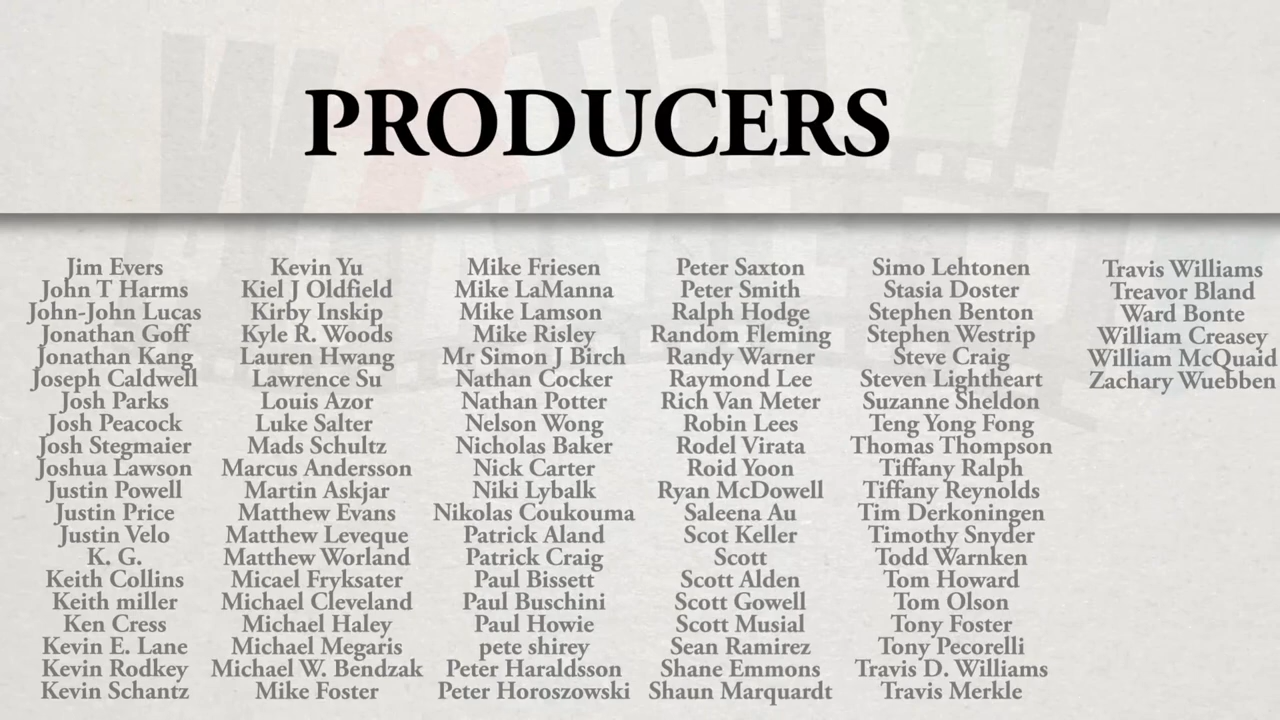 PRODUCERS
Jim Evers
John T Harms
John-John Lucas
Jonathan Goff
Jonathan Kang
Joseph Caldwell
Josh Parks
Josh Peacock
Josh Stegmaier
Joshua Lawson
Justin Powell
Justin Price
Justin Velo
K. G.
Keith Collins
Keith miller
Ken Cress
Kevin E. Lane
Kevin Rodkey
Kevin Schantz
Kevin Yu
Kiel J Oldfield
Kirby Inskip
Kyle R. Woods
Lauren Hwang
Lawrence Su
Louis Azor
Luke Salter
Mads Schultz
Marcus Andersson
Martin Askjar
Matthew Evans
Matthew Leveque
Matthew Worland
Micael Fryksater
Michael Cleveland
Michael Haley
Michael Megaris
Michael W. Bendzak
Mike Foster
Mike Friesen
Mike LaManna
Mike Lamson
Mike Risley
Mr Simon J Birch
Nathan Cocker
Nathan Potter
Nelson Wong
Nicholas Baker
Nick Carter
Niki Lybalk
Nikolas Coukouma
Patrick Aland
Patrick Craig
Paul Bissett
Paul Buschini
Paul Howie
pete shirey
Peter Haraldsson
Peter Horoszowski
Peter Saxton
Peter Smith
Ralph Hodge
Random Fleming
Randy Warner
Raymond Lee
Rich Van Meter
Robin Lees
Rodel Virata
Roid Yoon
Ryan McDowell
Saleena Au
Scot Keller
Scott
Scott Alden
Scott Gowell
Scott Musial
Sean Ramirez
Shane Emmons
Shaun Marquardt
Simo Lehtonen
Stasia Doster
Stephen Benton
Stephen Westrip
Steve Craig
Steven Lightheart
Suzanne Sheldon
Teng Yong Fong
Thomas Thompson
Tiffany Ralph
Tiffany Reynolds
Tim Derkoningen
Timothy Snyder
Todd Warnken
Tom Howard
Tom Olson
Tony Foster
Tony Pecorelli
Travis D. Williams
Travis Merkle
Travis Williams
Treavor Bland
Ward Bonte
William Creasey
William McQuaid
Zachary Wuebben